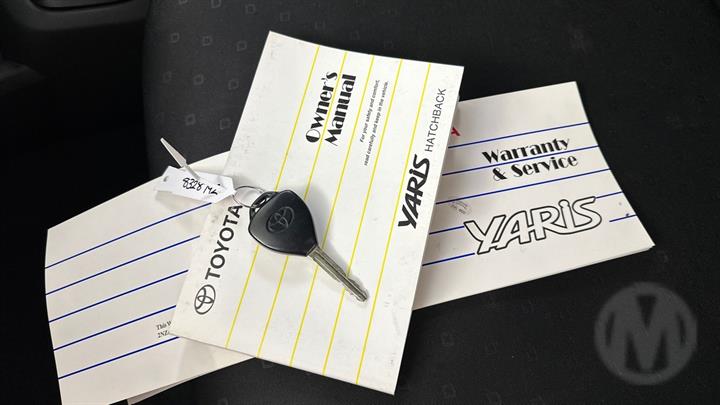 Owner's
Manual
For your safety and comfort,
read carefully and keep in the vehicle.
YARIS HATCHBACK
TOYOTA
Warranty
& Service
YARIS
This W
M